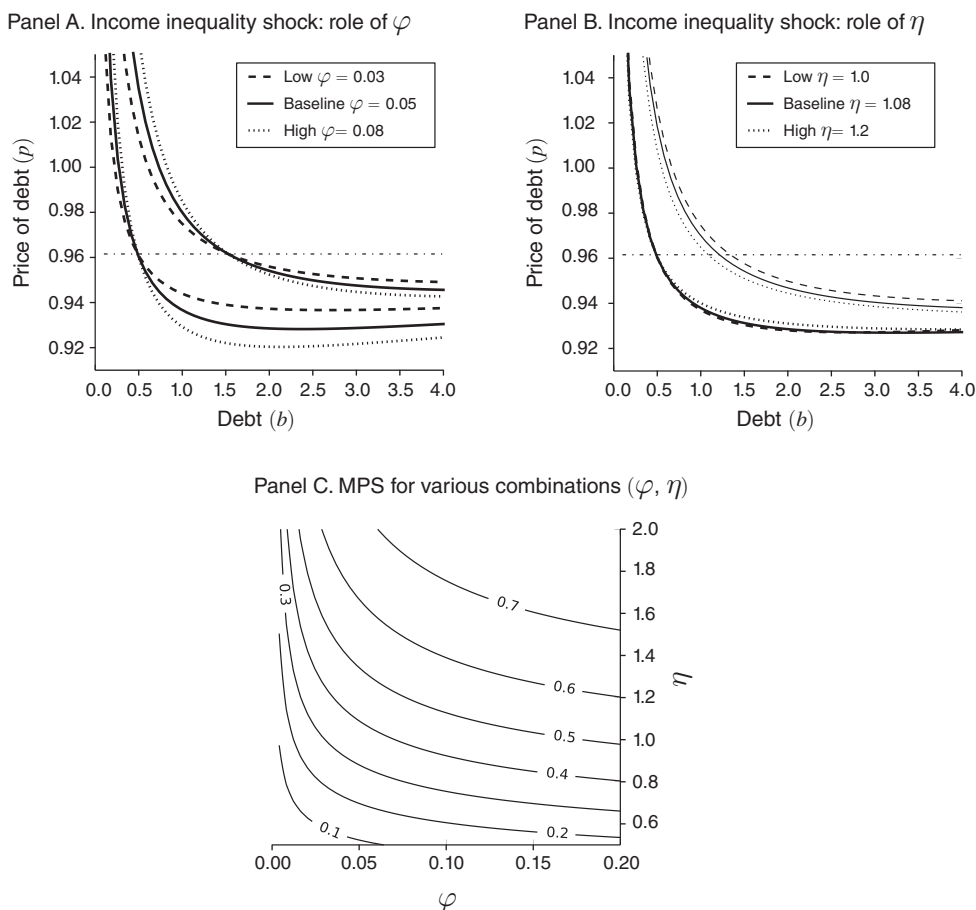 Panel A. Income inequality shock: role of φ
Price of debt (p)
1.04
1.02
1.00
0.98
0.96
0.94
0.92
Low φ = 0.03
Baseline φ = 0.05
High φ= 0.08
0.0 0.5 1.0 1.5 2.0 2.5 3.0 3.5 4.0
Debt (b)
Panel B. Income inequality shock: role of η
Price of debt (p)
1.04
1.02
1.00
0.98
0.96
0.94
0.92
Low η = 1.0
Baseline η = 1.08
High η= 1.2
0.0 0.5 1.0 1.5 2.0 2.5 3.0 3.5 4.0
Debt (b)
Panel C. MPS for various combinations (φ, η)
0.3
0.7
0.6
0.5
0.4
0.2
0.1
2.0
1.8
1.6
1.4
1.2
1.0
0.8
0.6
η
0.00 0.05 0.10 0.15 0.20
φ